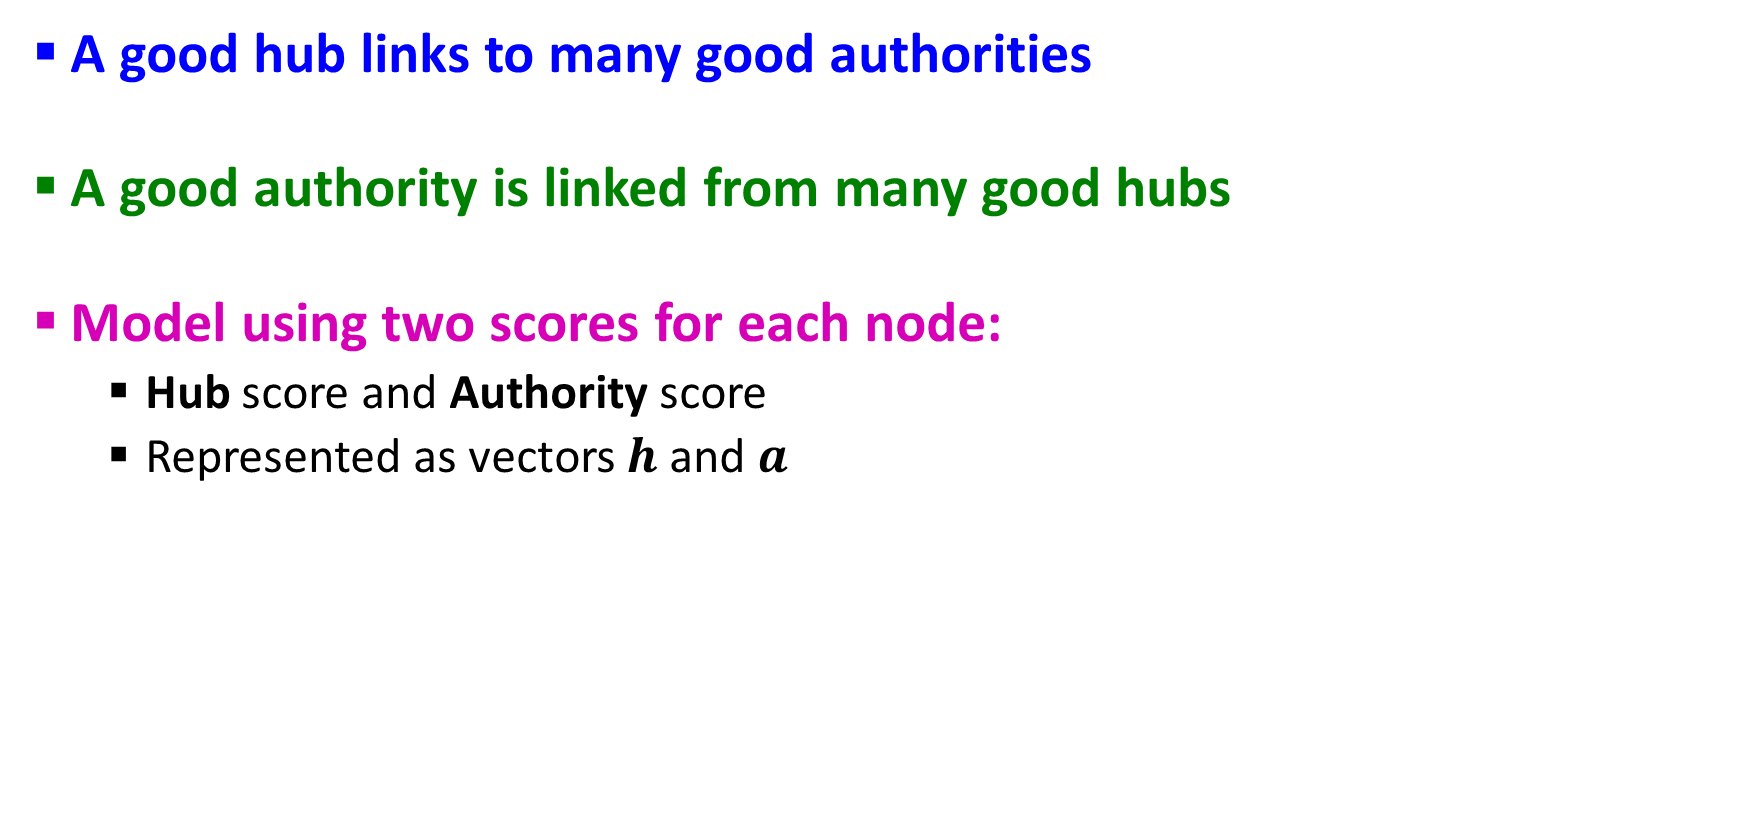 ▪ A good hub links to many good authorities
▪ A good authority is linked from many good hubs
▪ Model using two scores for each node:
▪ Hub score and Authority score
▪ Represented as vectors h and a